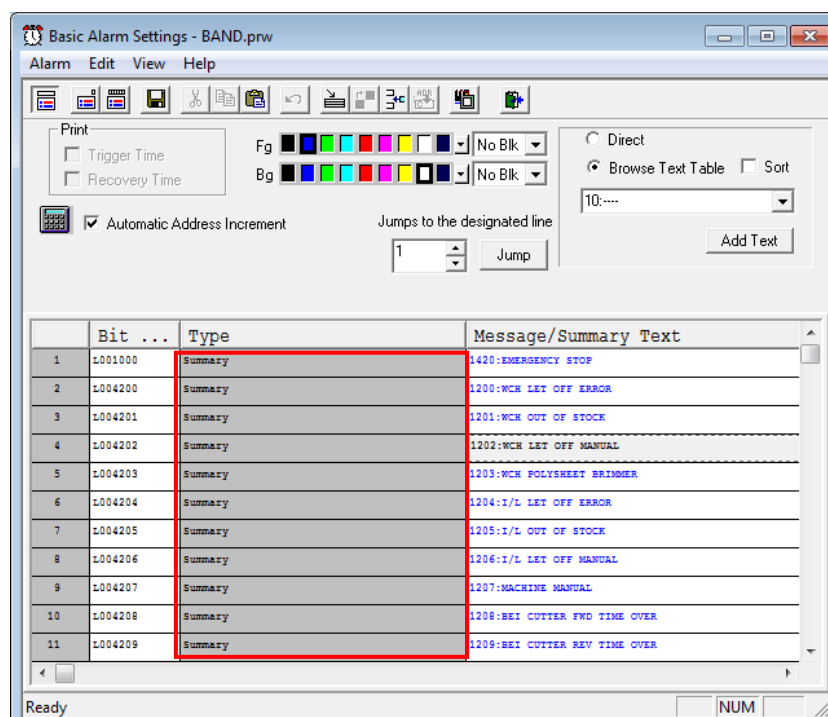 Basic Alarm Settings - BAND.prw
Alarm Edit View Help
Print
Trigger Time
Recovery Time
Fg No Blk
Bg No Blk
Direct
Browse Text Table Sort
10:----
Add Text
Automatic Address Increment
Jumps to the designated line
1 Jump
Bit ... Type Message/Summary Text
1 L001000 Summary 1420:EMERGENCY STOP
2 L004200 Summary 1200:WCH LET OFF ERROR
3 L004201 Summary 1201:WCH OUT OF STOCK
4 L004202 Summary 1202:WCH LET OFF MANUAL
5 L004203 Summary 1203:WCH POLYSHEET BRIMMER
6 L004204 Summary 1204:I/L LET OFF ERROR
7 L004205 Summary 1205:I/L OUT OF STOCK
8 L004206 Summary 1206:I/L LET OFF MANUAL
9 L004207 Summary 1207:MACHINE MANUAL
10 L004208 Summary 1208:BEI CUTTER FWD TIME OVER
11 L004209 Summary 1209:BEI CUTTER REV TIME OVER
Ready NUM